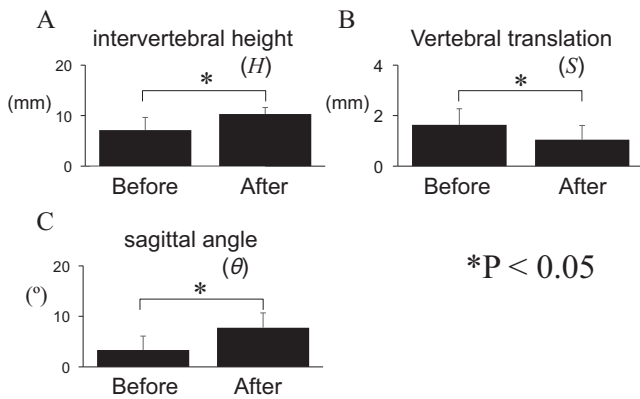 A
intervertebral height
(H)
20
(mm)
10
0
*
Before After
B
Vertebral translation
(S)
4
(mm)
2
0
*
Before After
C
sagittal angle
(θ)
20
(º)
10
0
*
Before After
*P < 0.05